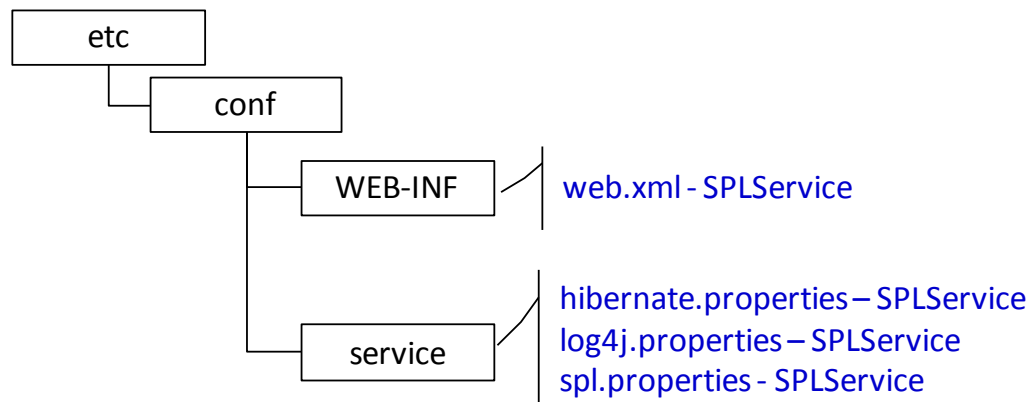 etc
conf
WEB-INF
web.xml - SPLService
hibernate.properties – SPLService
log4j.properties – SPLService
service
spl.properties - SPLService